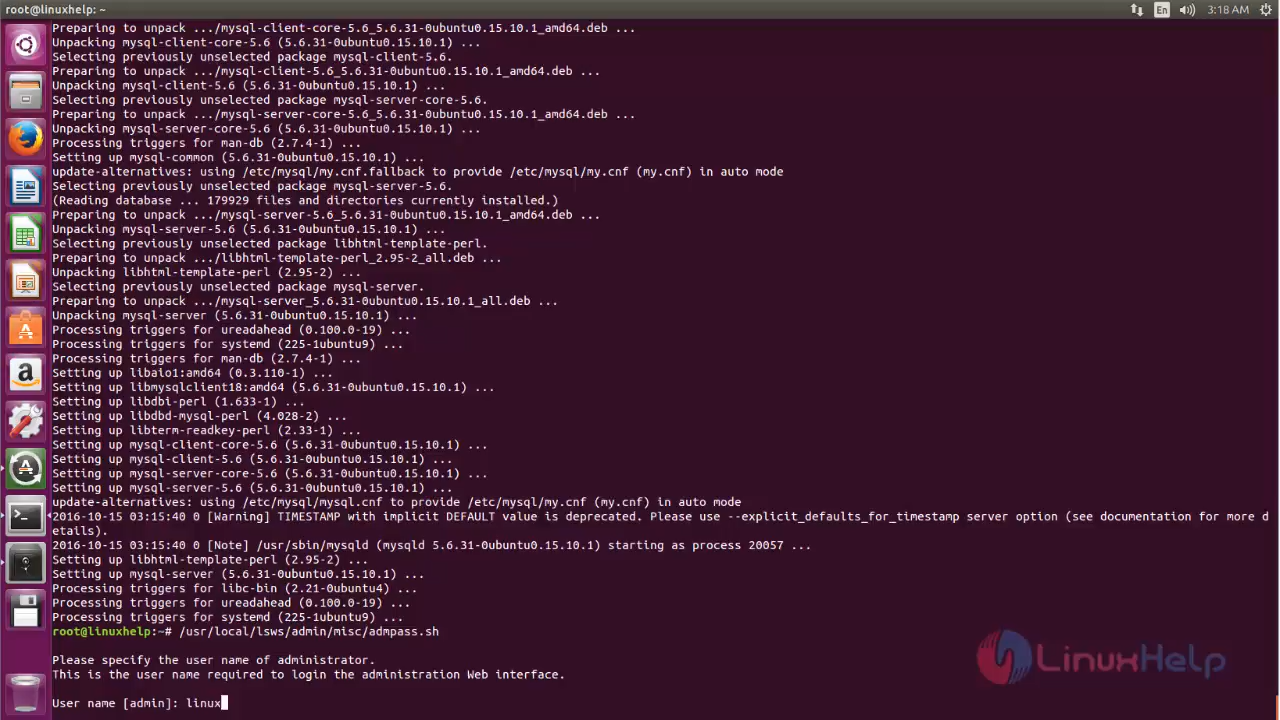 root@linuxhelp: ~
En
3:18 AM
Preparing to unpack .../mysql-client-core-5.6_5.6.31-0ubuntu0.15.10.1_amd64.deb ...
Unpacking mysql-client-core-5.6 (5.6.31-0ubuntu0.15.10.1) ...
Selecting previously unselected package mysql-client-5.6.
Preparing to unpack .../mysql-client-5.6_5.6.31-0ubuntu0.15.10.1_amd64.deb ...
Unpacking mysql-client-5.6 (5.6.31-0ubuntu0.15.10.1) ...
Selecting previously unselected package mysql-server-core-5.6.
Preparing to unpack .../mysql-server-core-5.6_5.6.31-0ubuntu0.15.10.1_amd64.deb ...
Unpacking mysql-server-core-5.6 (5.6.31-0ubuntu0.15.10.1) ...
Processing triggers for man-db (2.7.4-1) ...
Setting up mysql-common (5.6.31-0ubuntu0.15.10.1) ...
update-alternatives: using /etc/mysql/my.cnf.fallback to provide /etc/mysql/my.cnf (my.cnf) in auto mode
Selecting previously unselected package mysql-server-5.6.
(Reading database ... 179929 files and directories currently installed.)
Preparing to unpack .../mysql-server-5.6_5.6.31-0ubuntu0.15.10.1_amd64.deb ...
Unpacking mysql-server-5.6 (5.6.31-0ubuntu0.15.10.1) ...
Selecting previously unselected package libhtml-template-perl.
Preparing to unpack .../libhtml-template-perl_2.95-2_all.deb ...
Unpacking libhtml-template-perl (2.95-2) ...
Selecting previously unselected package mysql-server.
Preparing to unpack .../mysql-server_5.6.31-0ubuntu0.15.10.1_all.deb ...
Unpacking mysql-server (5.6.31-0ubuntu0.15.10.1) ...
Processing triggers for ureadahead (0.100.0-19) ...
Processing triggers for systemd (225-1ubuntu9) ...
Processing triggers for man-db (2.7.4-1) ...
Setting up libaio1:amd64 (0.3.110-1) ...
Setting up libmysqlclient18:amd64 (5.6.31-0ubuntu0.15.10.1) ...
Setting up libdbi-perl (1.633-1) ...
Setting up libdbd-mysql-perl (4.028-2) ...
Setting up libterm-readkey-perl (2.33-1) ...
Setting up mysql-client-core-5.6 (5.6.31-0ubuntu0.15.10.1) ...
Setting up mysql-client-5.6 (5.6.31-0ubuntu0.15.10.1) ...
Setting up mysql-server-core-5.6 (5.6.31-0ubuntu0.15.10.1) ...
Setting up mysql-server-5.6 (5.6.31-0ubuntu0.15.10.1) ...
update-alternatives: using /etc/mysql/mysql.cnf to provide /etc/mysql/my.cnf (my.cnf) in auto mode
2016-10-15 03:15:40 0 [Warning] TIMESTAMP with implicit DEFAULT value is deprecated. Please use --explicit_defaults_for_timestamp server option (see documentation for more d
etails).
2016-10-15 03:15:40 0 [Note] /usr/sbin/mysqld (mysqld 5.6.31-0ubuntu0.15.10.1) starting as process 20057 ...
Setting up libhtml-template-perl (2.95-2) ...
Setting up mysql-server (5.6.31-0ubuntu0.15.10.1) ...
Processing triggers for libc-bin (2.21-0ubuntu4) ...
Processing triggers for ureadahead (0.100.0-19) ...
Processing triggers for systemd (225-1ubuntu9) ...
root@linuxhelp:~# /usr/local/lsws/admin/misc/admpass.sh
Please specify the user name of administrator.
This is the user name required to login the administration Web interface.
User name [admin]: linux
LinuxHelp